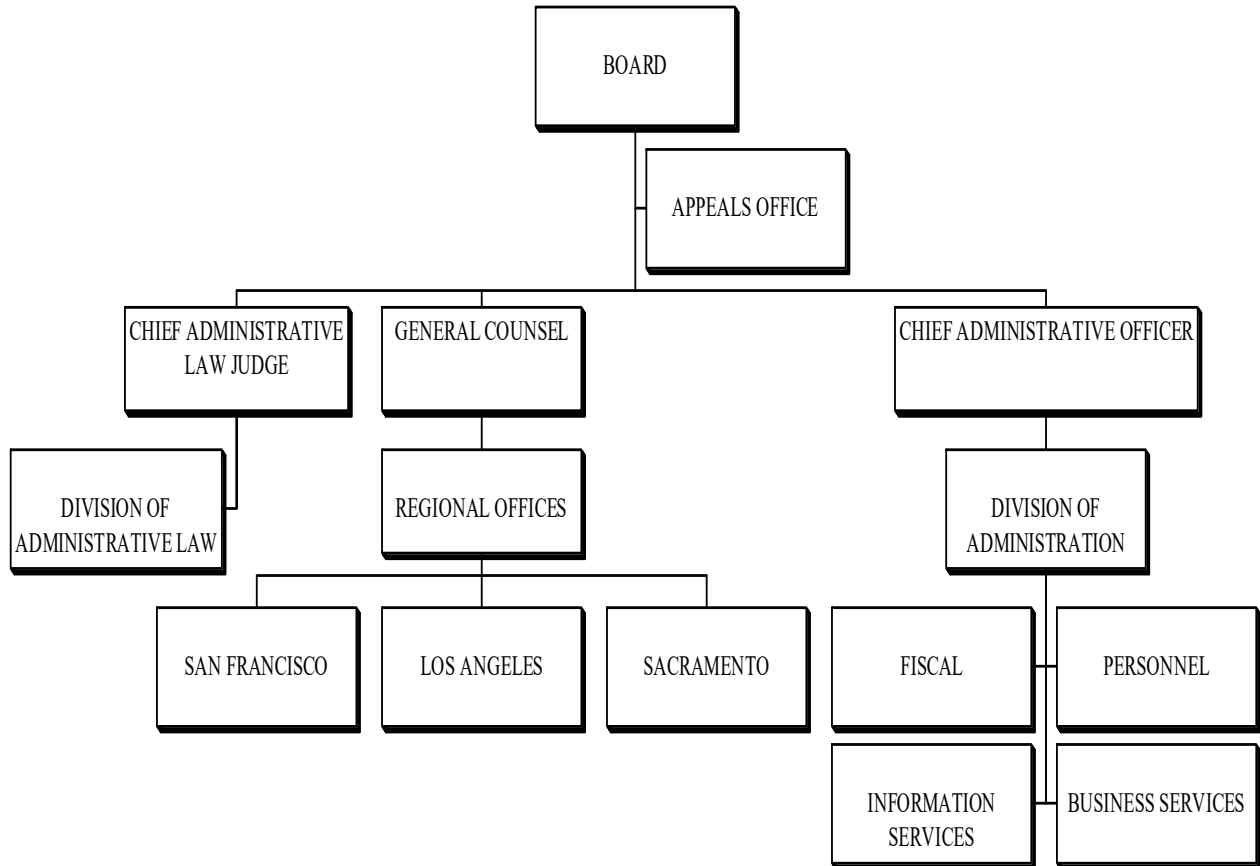 BOARD
APPEALS OFFICE
CHIEF ADMINISTRATIVE
LAW JUDGE
GENERAL COUNSEL
CHIEF ADMINISTRATIVE OFFICER
DIVISION OF
ADMINISTRATIVE LAW
REGIONAL OFFICES
DIVISION OF
ADMINISTRATION
SAN FRANCISCO
LOS ANGELES
SACRAMENTO
FISCAL
PERSONNEL
INFORMATION
SERVICES
BUSINESS SERVICES